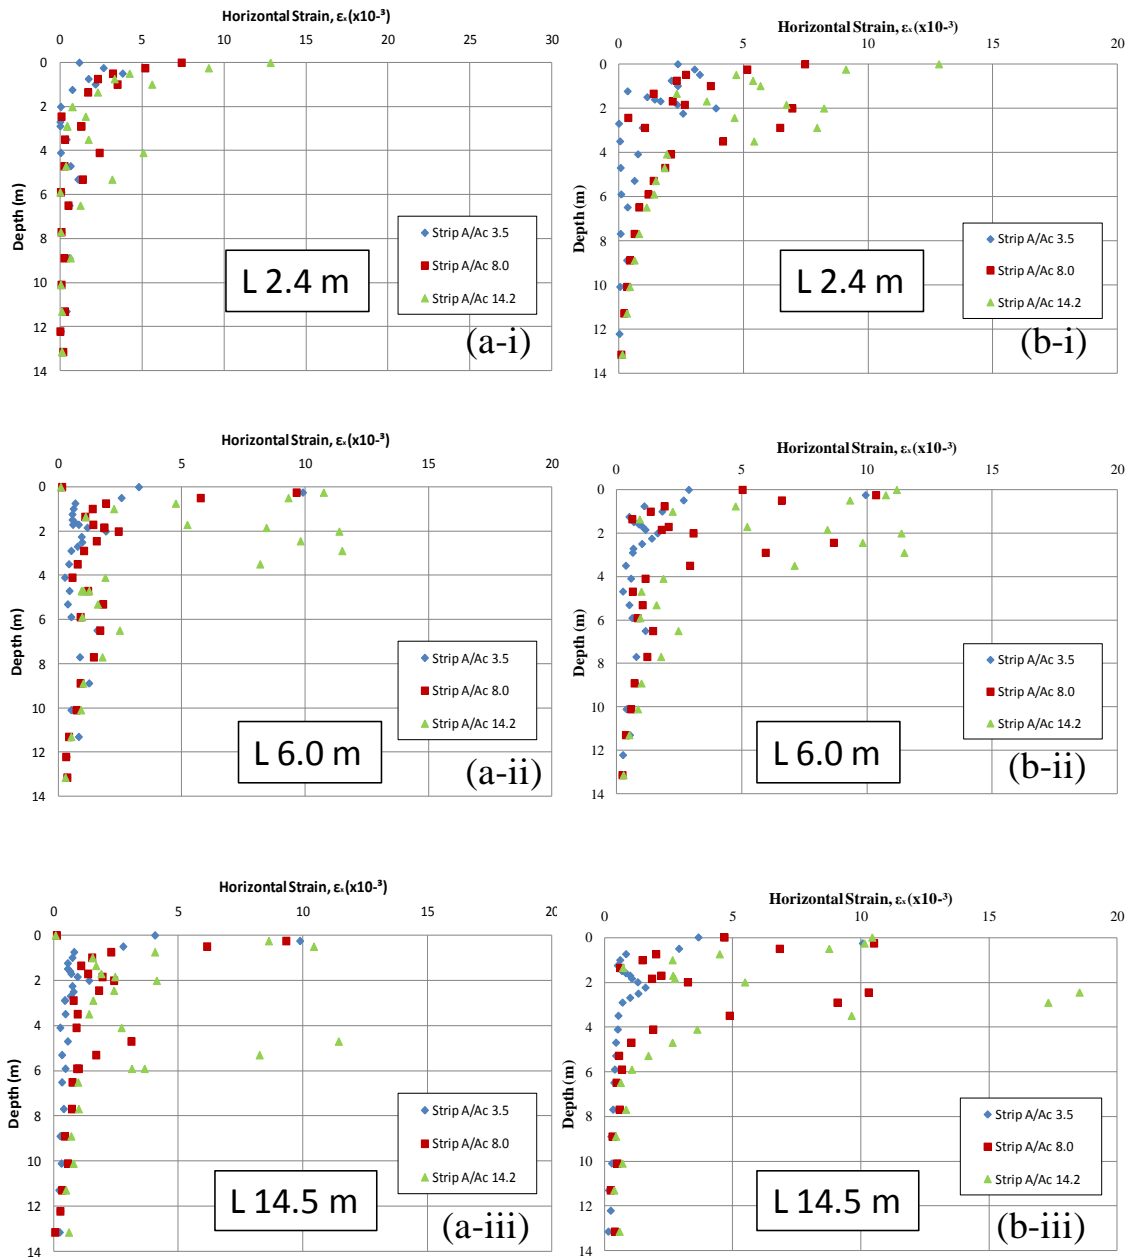 Horizontal Strain, εₓ(x10-³)
0 5 10 15 20 25 30
0
2
4
6
8
10
12
14
Depth (m)
Strip A/Ac 3.5
Strip A/Ac 8.0
Strip A/Ac 14.2
L 2.4 m
(a-i)
Horizontal Strain, εₓ(x10-³)
0 5 10 15 20
0
2
4
6
8
10
12
14
Depth (m)
Strip A/Ac 3.5
Strip A/Ac 8.0
Strip A/Ac 14.2
L 2.4 m
(b-i)
Horizontal Strain, εₓ(x10-³)
0 5 10 15 20
0
2
4
6
8
10
12
14
Depth (m)
Strip A/Ac 3.5
Strip A/Ac 8.0
Strip A/Ac 14.2
L 6.0 m
(a-ii)
Horizontal Strain, εₓ(x10-³)
0 5 10 15 20
0
2
4
6
8
10
12
14
Depth (m)
Strip A/Ac 3.5
Strip A/Ac 8.0
Strip A/Ac 14.2
L 6.0 m
(b-ii)
Horizontal Strain, εₓ(x10-³)
0 5 10 15 20
0
2
4
6
8
10
12
14
Depth (m)
Strip A/Ac 3.5
Strip A/Ac 8.0
Strip A/Ac 14.2
L 14.5 m
(a-iii)
Horizontal Strain, εₓ(x10-³)
0 5 10 15 20
0
2
4
6
8
10
12
14
Depth (m)
Strip A/Ac 3.5
Strip A/Ac 8.0
Strip A/Ac 14.2
L 14.5 m
(b-iii)